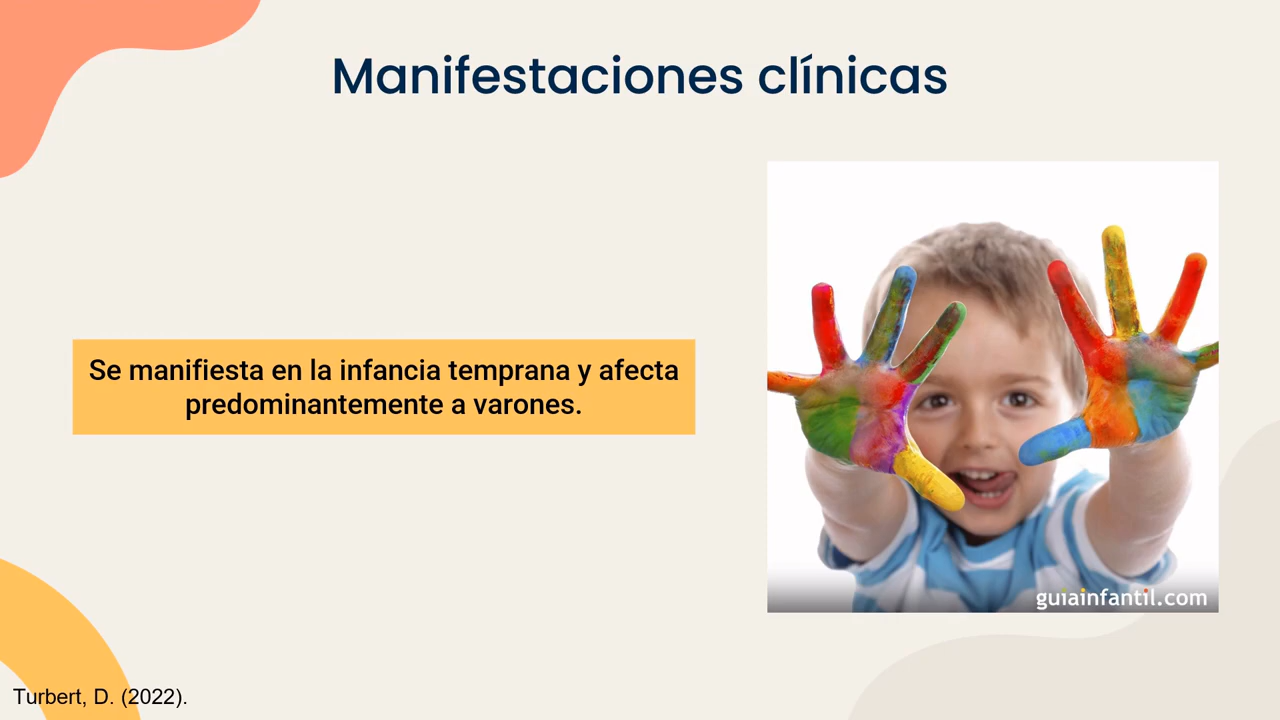 Manifestaciones clínicas
Se manifiesta en la infancia temprana y afecta
predominantemente a varones.
guiainfantil.com
Turbert, D. (2022).